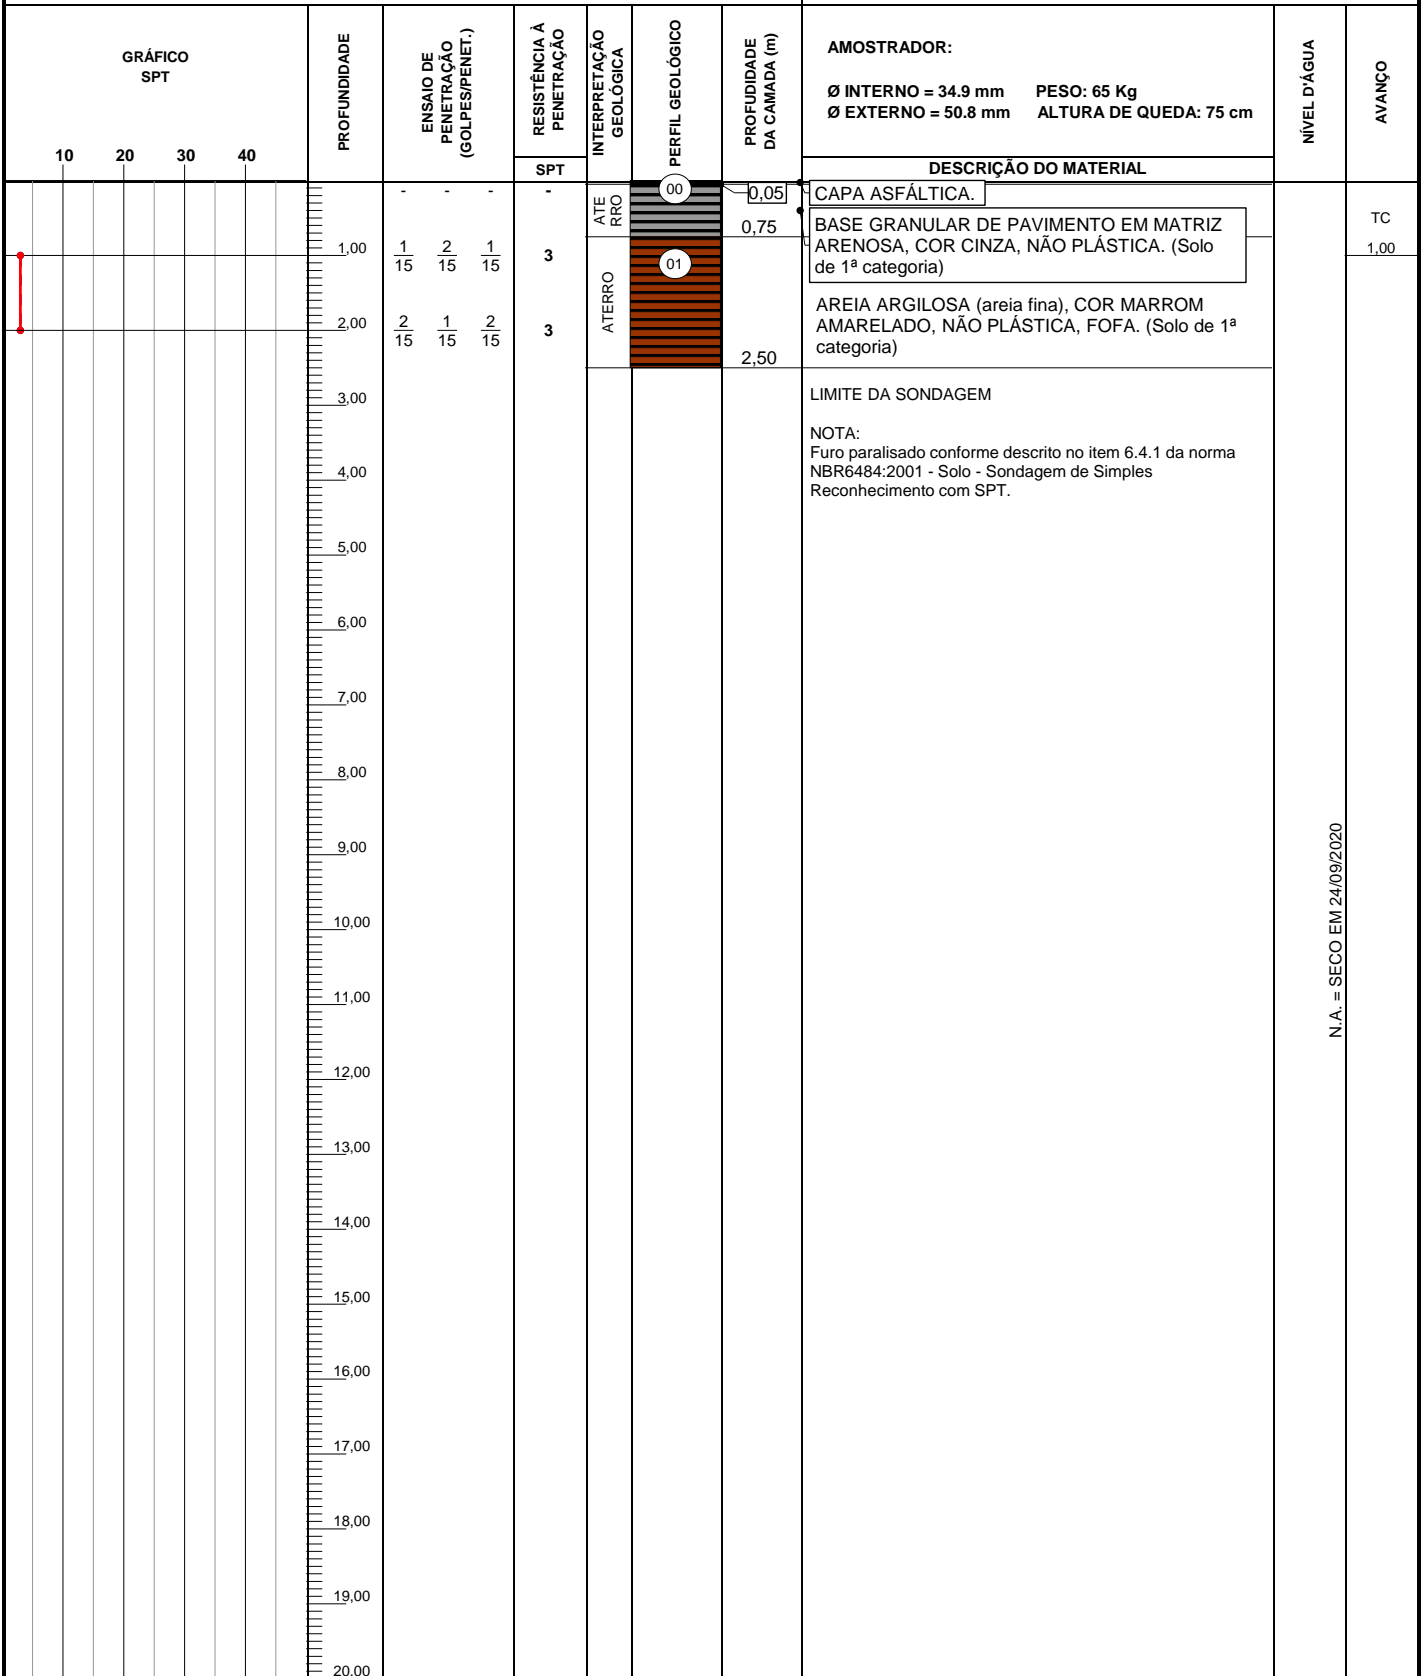 GRÁFICO
SPT
10 20 30 40
PROFUNDIDADE
ENSAIO DE
PENETRAÇÃO
(GOLPES/PENET.)
RESISTÊNCIA À
PENETRAÇÃO
SPT
INTERPRETAÇÃO
GEOLÓGICA
PERFIL GEOLÓGICO
PROFUDIDADE
DA CAMADA (m)
AMOSTRADOR:
Ø INTERNO = 34.9 mm PESO: 65 Kg
Ø EXTERNO = 50.8 mm ALTURA DE QUEDA: 75 cm
DESCRIÇÃO DO MATERIAL
NÍVEL D'ÁGUA
AVANÇO
- - - -
ATE
RRO
00
0,05
CAPA ASFÁLTICA.
0,75
BASE GRANULAR DE PAVIMENTO EM MATRIZ
ARENOSA, COR CINZA, NÃO PLÁSTICA. (Solo
de 1ª categoria)
TC
1,00
1,00
1/15 2/15 1/15
3
01
ATERRO
AREIA ARGILOSA (areia fina), COR MARROM
AMARELADO, NÃO PLÁSTICA, FOFA. (Solo de 1ª
categoria)
2,00
2/15 1/15 2/15
3
2,50
LIMITE DA SONDAGEM
NOTA:
Furo paralisado conforme descrito no item 6.4.1 da norma
NBR6484:2001 - Solo - Sondagem de Simples
Reconhecimento com SPT.
3,00
4,00
5,00
6,00
7,00
8,00
9,00
10,00
11,00
12,00
13,00
14,00
15,00
16,00
17,00
18,00
19,00
20,00
N.A. = SECO EM 24/09/2020